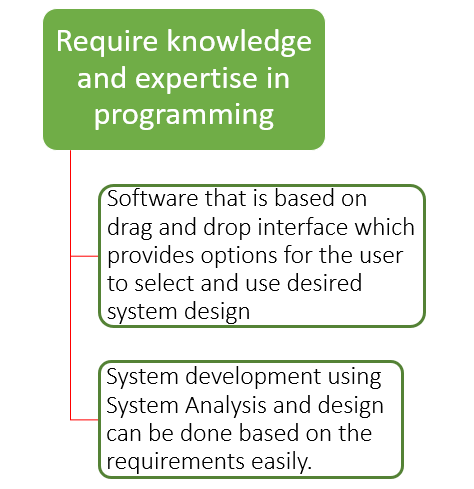 Require knowledge
and expertise in
programming
Software that is based on
drag and drop interface which
provides options for the user
to select and use desired
system design
System development using
System Analysis and design
can be done based on the
requirements easily.